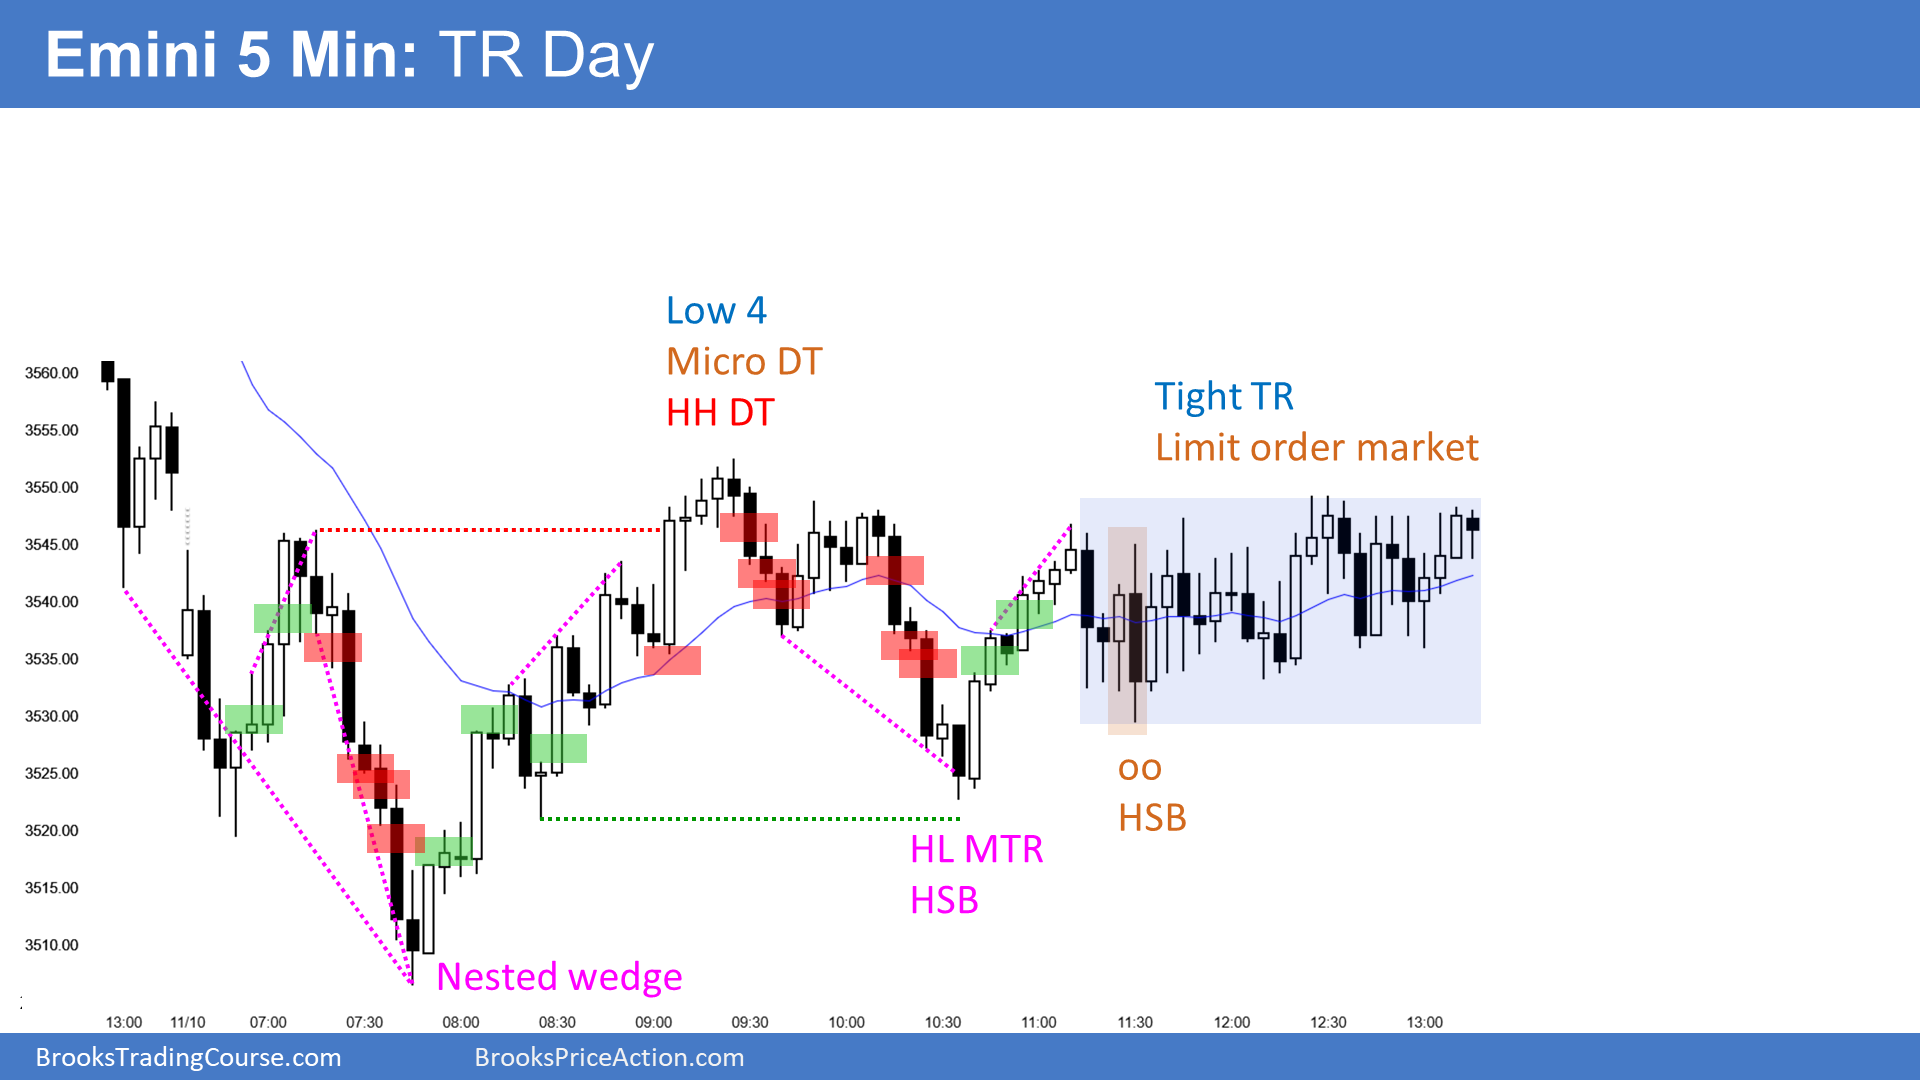 Emini 5 Min: TR Day
Low 4
Micro DT
HH DT
Tight TR
Limit order market
3560.00
3555.00
3550.00
3545.00
3540.00
3535.00
3530.00
3525.00
3520.00
3515.00
3510.00
oo
HSB
HL MTR
HSB
Nested wedge
13:00 11/10 07:00 07:30 08:00 08:30 09:00 09:30 10:00 10:30 11:00 11:30 12:00 12:30 13:00
BrooksTradingCourse.com BrooksPriceAction.com